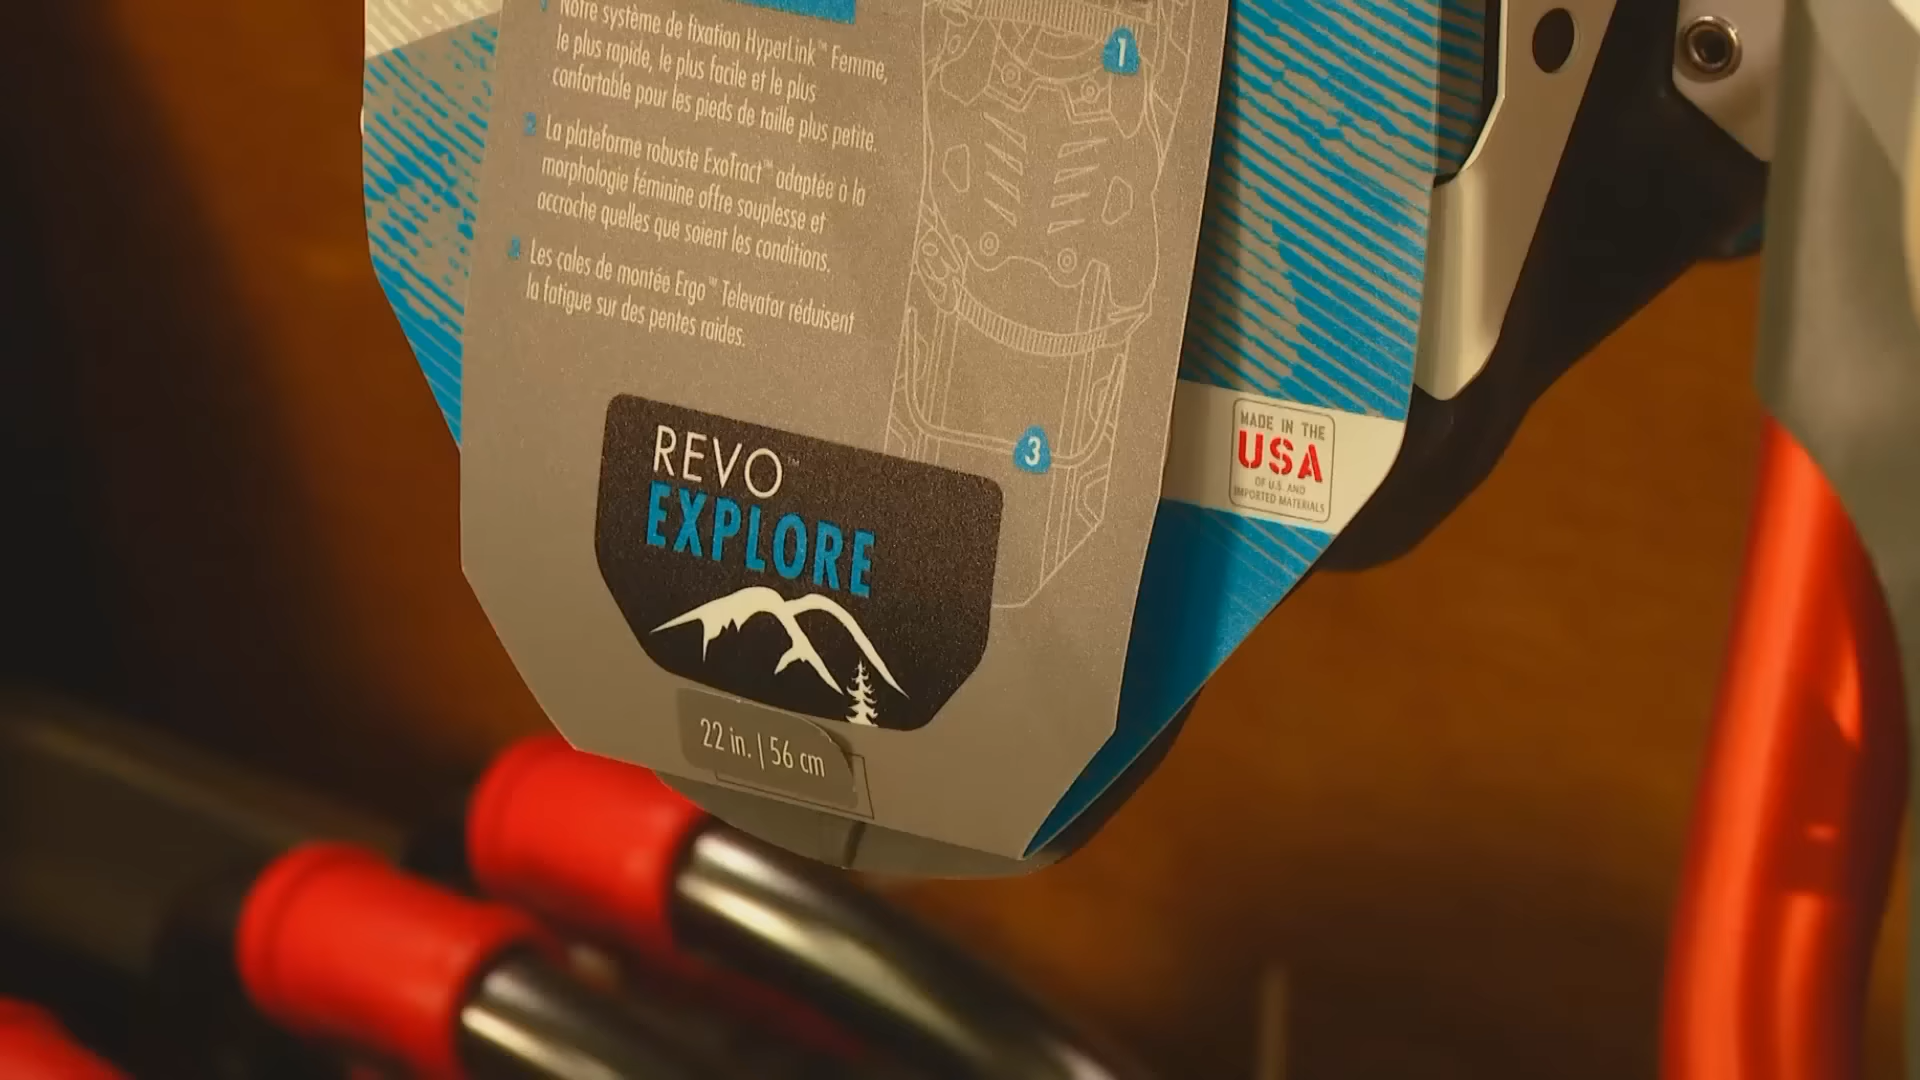 1 Notre système de fixation HyperLink™ Femme,
le plus rapide, le plus facile et le plus
confortable pour les pieds de taille plus petite.
2 La plateforme robuste ExoTract™ adaptée à la
morphologie féminine offre souplesse et
accroche quelles que soient les conditions.
3 Les cales de montée Ergo™ Televator réduisent
la fatigue sur des pentes raides.
1
3
REVO™
EXPLORE
22 in. | 56 cm
MADE IN THE
USA
OF U.S. AND
IMPORTED MATERIALS